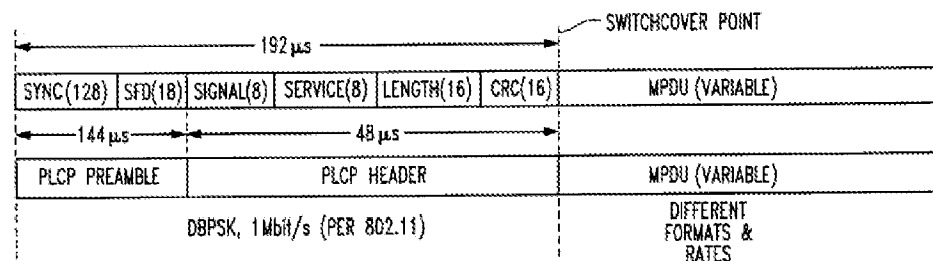 SWITCHCOVER POINT
192 μs
SYNC(128) SFD(18) SIGNAL(8) SERVICE(8) LENGTH(16) CRC(16) MPDU (VARIABLE)
144 μs 48 μs
PLCP PREAMBLE PLCP HEADER MPDU (VARIABLE)
DBPSK, 1Mbit/s (PER 802.11)
DIFFERENT
FORMATS &
RATES